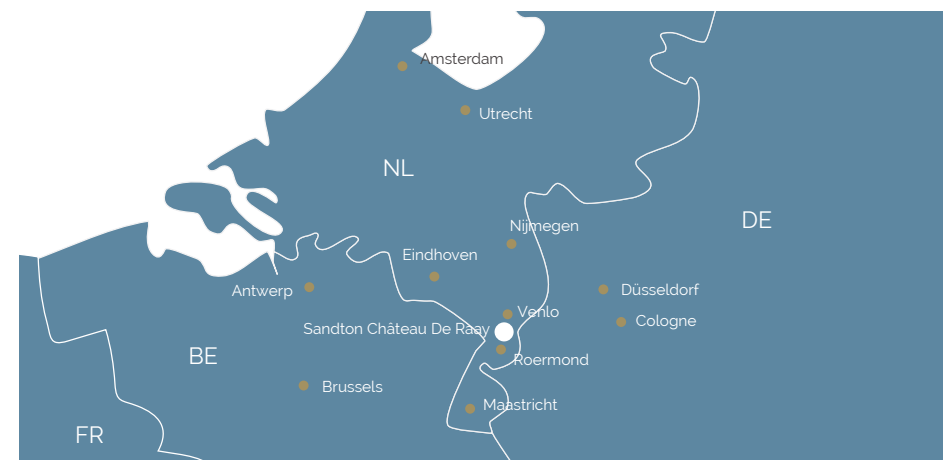 Amsterdam
Utrecht
NL
DE
Nijmegen
Eindhoven
Antwerp
Düsseldorf
Venlo
Cologne
Sandton Château De Raay
BE
Roermond
Brussels
Maastricht
FR